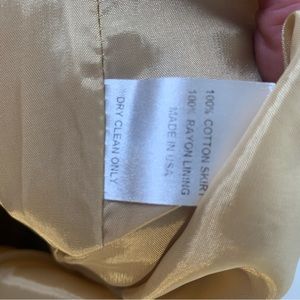 100% COTTON SKIRT
100% RAYON LINING
MADE IN USA
DRY CLEAN ONLY